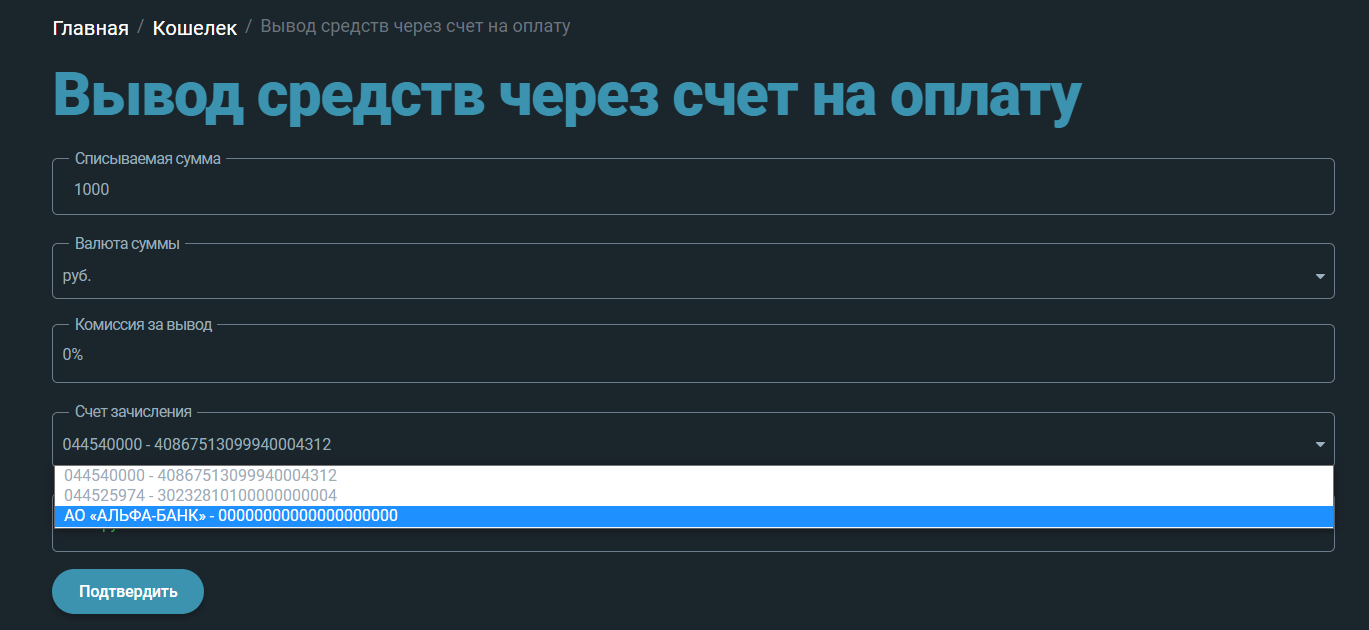 Главная / Кошелек / Вывод средств через счет на оплату
Вывод средств через счет на оплату
Списываемая сумма
1000
Валюта суммы
руб.
Комиссия за вывод
0%
Счет зачисления
044540000 - 40867513099940004312
044540000 - 40867513099940004312
044525974 - 30232810100000000004
АО «АЛЬФА-БАНК» - 00000000000000000000
Подтвердить